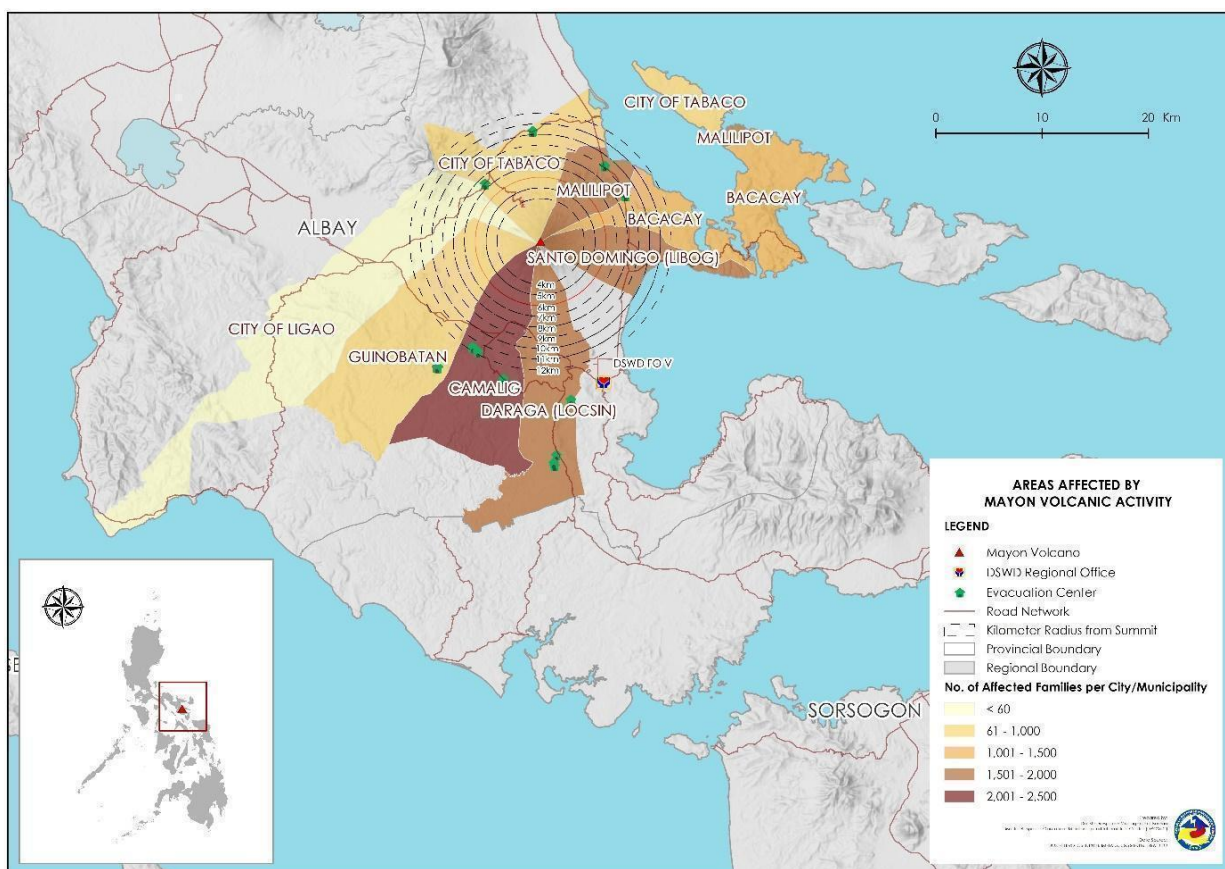 CITY OF TABACO
0 10 20 Km
MALILIPOT
CITY OF TABACO
MALILIPOT
BACACAY
BAGACAY
ALBAY
SANTO DOMINGO (LIBOG)
4km
5km
6km
7km
8km
9km
10km
11km
12km
CITY OF LIGAO
GUINOBATAN
DSWD FO V
CAMALIG
DARAGA (LOCSIN)
SORSOGON
AREAS AFFECTED BY
MAYON VOLCANIC ACTIVITY
LEGEND
Mayon Volcano
DSWD Regional Office
Evacuation Center
Road Network
Kilometer Radius from Summit
Provincial Boundary
Regional Boundary
No. of Affected Families per City/Municipality
< 60
61 - 1,000
1,001 - 1,500
1,501 - 2,000
2,001 - 2,500